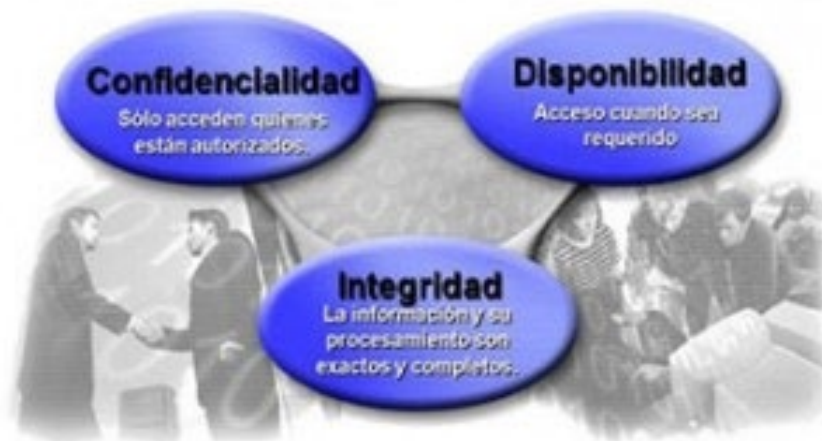 Confidencialidad
Sólo acceden quienes
están autorizados.
Disponibilidad
Acceso cuando sea
requerido
Integridad
La información y su
procesamiento son
exactos y completos.